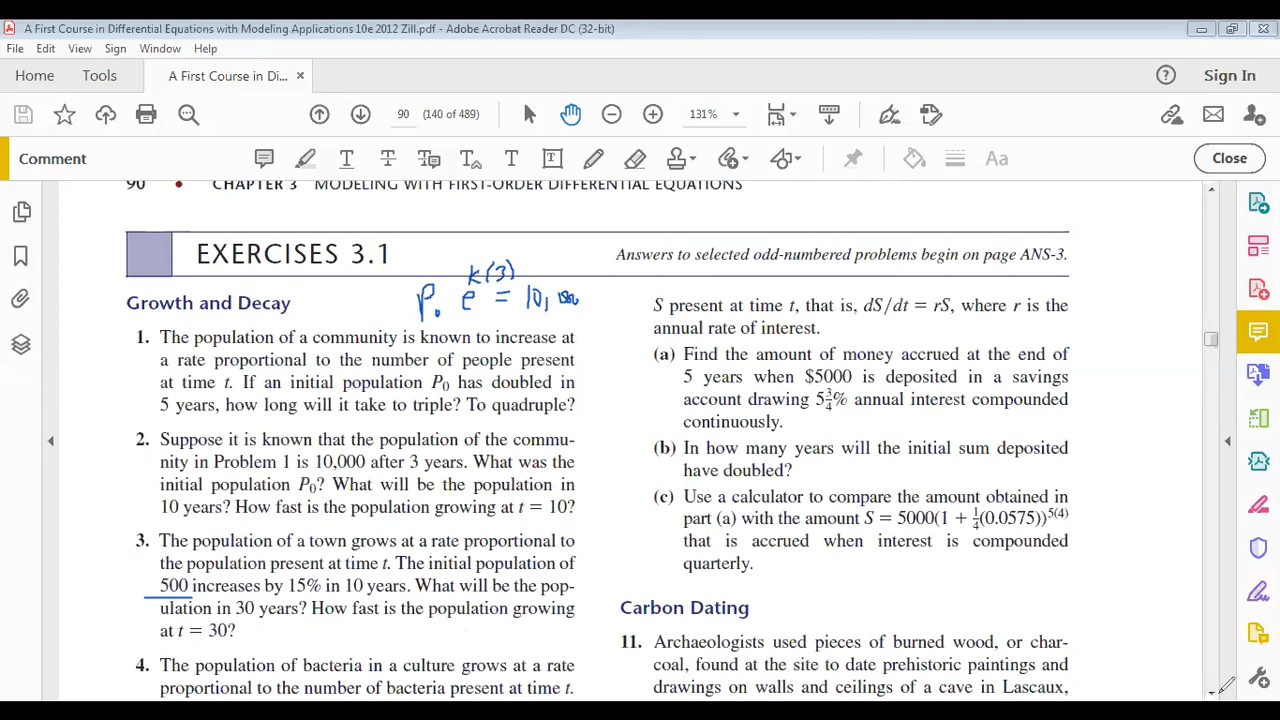 A First Course in Differential Equations with Modeling Applications 10e 2012 Zill.pdf - Adobe Acrobat Reader DC (32-bit)
File Edit View Sign Window Help
Home Tools A First Course in Di... × Sign In
90 (140 of 489) 131%
Comment Close
90 • CHAPTER 3 MODELING WITH FIRST-ORDER DIFFERENTIAL EQUATIONS
EXERCISES 3.1
Answers to selected odd-numbered problems begin on page ANS-3.
k(3)
P₀ e = 10,
Growth and Decay
1. The population of a community is known to increase at
a rate proportional to the number of people present
at time t. If an initial population P₀ has doubled in
5 years, how long will it take to triple? To quadruple?
2. Suppose it is known that the population of the commu-
nity in Problem 1 is 10,000 after 3 years. What was the
initial population P₀? What will be the population in
10 years? How fast is the population growing at t = 10?
3. The population of a town grows at a rate proportional to
the population present at time t. The initial population of
500 increases by 15% in 10 years. What will be the pop-
ulation in 30 years? How fast is the population growing
at t = 30?
4. The population of bacteria in a culture grows at a rate
proportional to the number of bacteria present at time t.
S present at time t, that is, dS/dt = rS, where r is the
annual rate of interest.
(a) Find the amount of money accrued at the end of
5 years when $5000 is deposited in a savings
account drawing 5¾% annual interest compounded
continuously.
(b) In how many years will the initial sum deposited
have doubled?
(c) Use a calculator to compare the amount obtained in
part (a) with the amount S = 5000(1 + ¼(0.0575))⁵⁽⁴⁾
that is accrued when interest is compounded
quarterly.
Carbon Dating
11. Archaeologists used pieces of burned wood, or char-
coal, found at the site to date prehistoric paintings and
drawings on walls and ceilings of a cave in Lascaux,